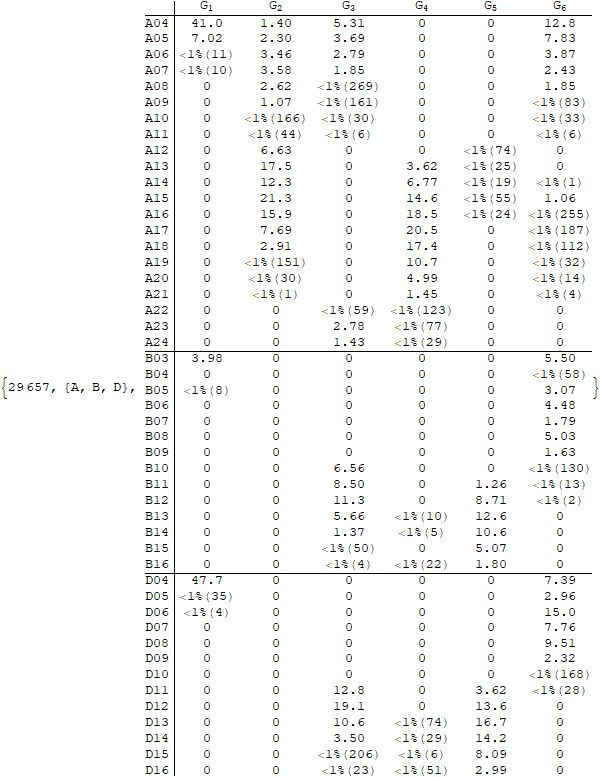 G1 G2 G3 G4 G5 G6
A04 41.0 1.40 5.31 0 0 12.8
A05 7.02 2.30 3.69 0 0 7.83
A06 <1%(11) 3.46 2.79 0 0 3.87
A07 <1%(10) 3.58 1.85 0 0 2.43
A08 0 2.62 <1%(269) 0 0 1.85
A09 0 1.07 <1%(161) 0 0 <1%(83)
A10 0 <1%(166) <1%(30) 0 0 <1%(33)
A11 0 <1%(44) <1%(6) 0 0 <1%(6)
A12 0 6.63 0 0 <1%(74) 0
A13 0 17.5 0 3.62 <1%(25) 0
A14 0 12.3 0 6.77 <1%(19) <1%(1)
A15 0 21.3 0 14.6 <1%(55) 1.06
A16 0 15.9 0 18.5 <1%(24) <1%(255)
A17 0 7.69 0 20.5 0 <1%(187)
A18 0 2.91 0 17.4 0 <1%(112)
A19 0 <1%(151) 0 10.7 0 <1%(32)
A20 0 <1%(30) 0 4.99 0 <1%(14)
A21 0 <1%(1) 0 1.45 0 <1%(4)
A22 0 0 <1%(59) <1%(123) 0 0
A23 0 0 2.78 <1%(77) 0 0
A24 0 0 1.43 <1%(29) 0 0
B03 3.98 0 0 0 0 5.50
B04 0 0 0 0 0 <1%(58)
{29657, {A, B, D}, B05 <1%(8) 0 0 0 0 3.07 }
B06 0 0 0 0 0 4.48
B07 0 0 0 0 0 1.79
B08 0 0 0 0 0 5.03
B09 0 0 0 0 0 1.63
B10 0 0 6.56 0 0 <1%(130)
B11 0 0 8.50 0 1.26 <1%(13)
B12 0 0 11.3 0 8.71 <1%(2)
B13 0 0 5.66 <1%(10) 12.6 0
B14 0 0 1.37 <1%(5) 10.6 0
B15 0 0 <1%(50) 0 5.07 0
B16 0 0 <1%(4) <1%(22) 1.80 0
D04 47.7 0 0 0 0 7.39
D05 <1%(35) 0 0 0 0 2.96
D06 <1%(4) 0 0 0 0 15.0
D07 0 0 0 0 0 7.76
D08 0 0 0 0 0 9.51
D09 0 0 0 0 0 2.32
D10 0 0 0 0 0 <1%(168)
D11 0 0 12.8 0 3.62 <1%(28)
D12 0 0 19.1 0 13.6 0
D13 0 0 10.6 <1%(74) 16.7 0
D14 0 0 3.50 <1%(29) 14.2 0
D15 0 0 <1%(206) <1%(6) 8.09 0
D16 0 0 <1%(23) <1%(51) 2.99 0